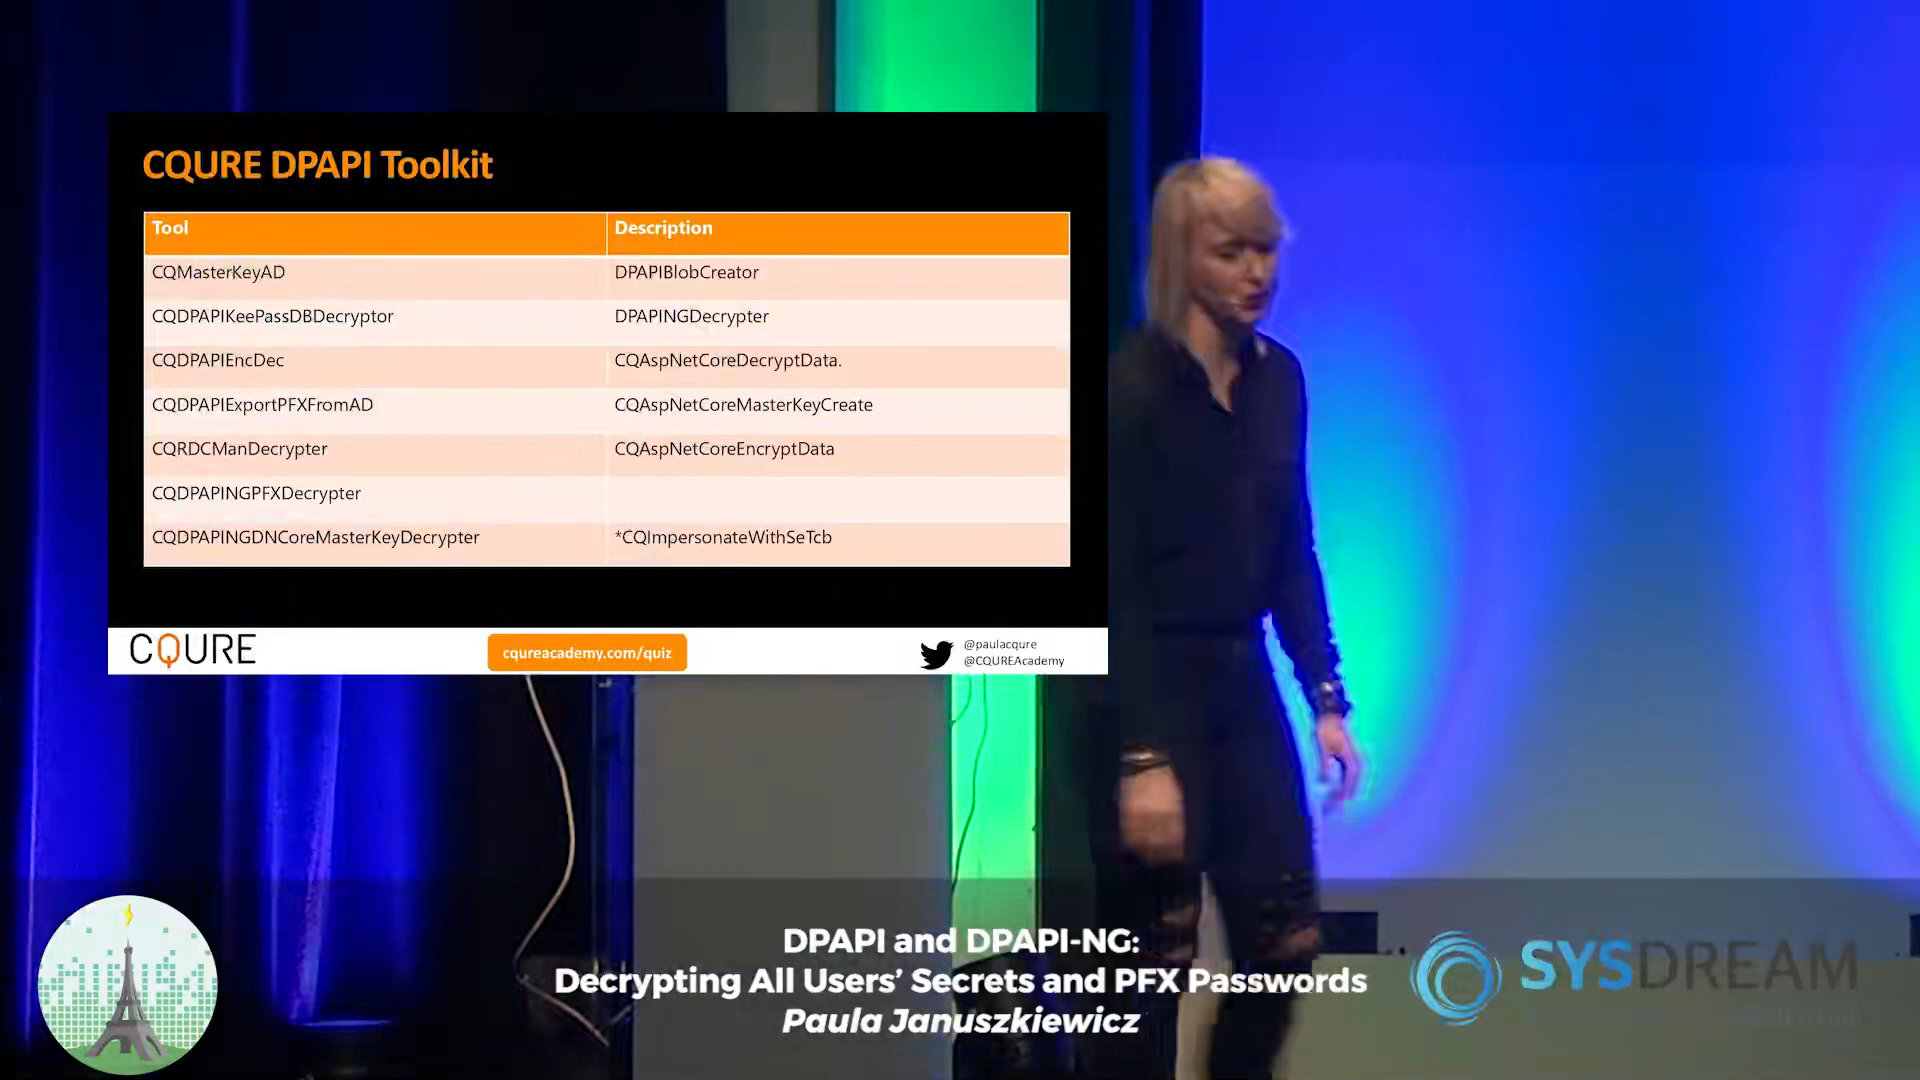 CQURE DPAPI Toolkit
Tool Description
CQMasterKeyAD DPAPIBlobCreator
CQDPAPIKeePassDBDecryptor DPAPINGDecrypter
CQDPAPIEncDec CQAspNetCoreDecryptData.
CQDPAPIExportPFXFromAD CQAspNetCoreMasterKeyCreate
CQRDCManDecrypter CQAspNetCoreEncryptData
CQDPAPINGPFXDecrypter
CQDPAPINGDNCoreMasterKeyDecrypter *CQImpersonateWithSeTcb
CQURE
cqureacademy.com/quiz
@paulacqure
@CQUREAcademy
DPAPI and DPAPI-NG:
Decrypting All Users’ Secrets and PFX Passwords
Paula Januszkiewicz
SYSDREAM